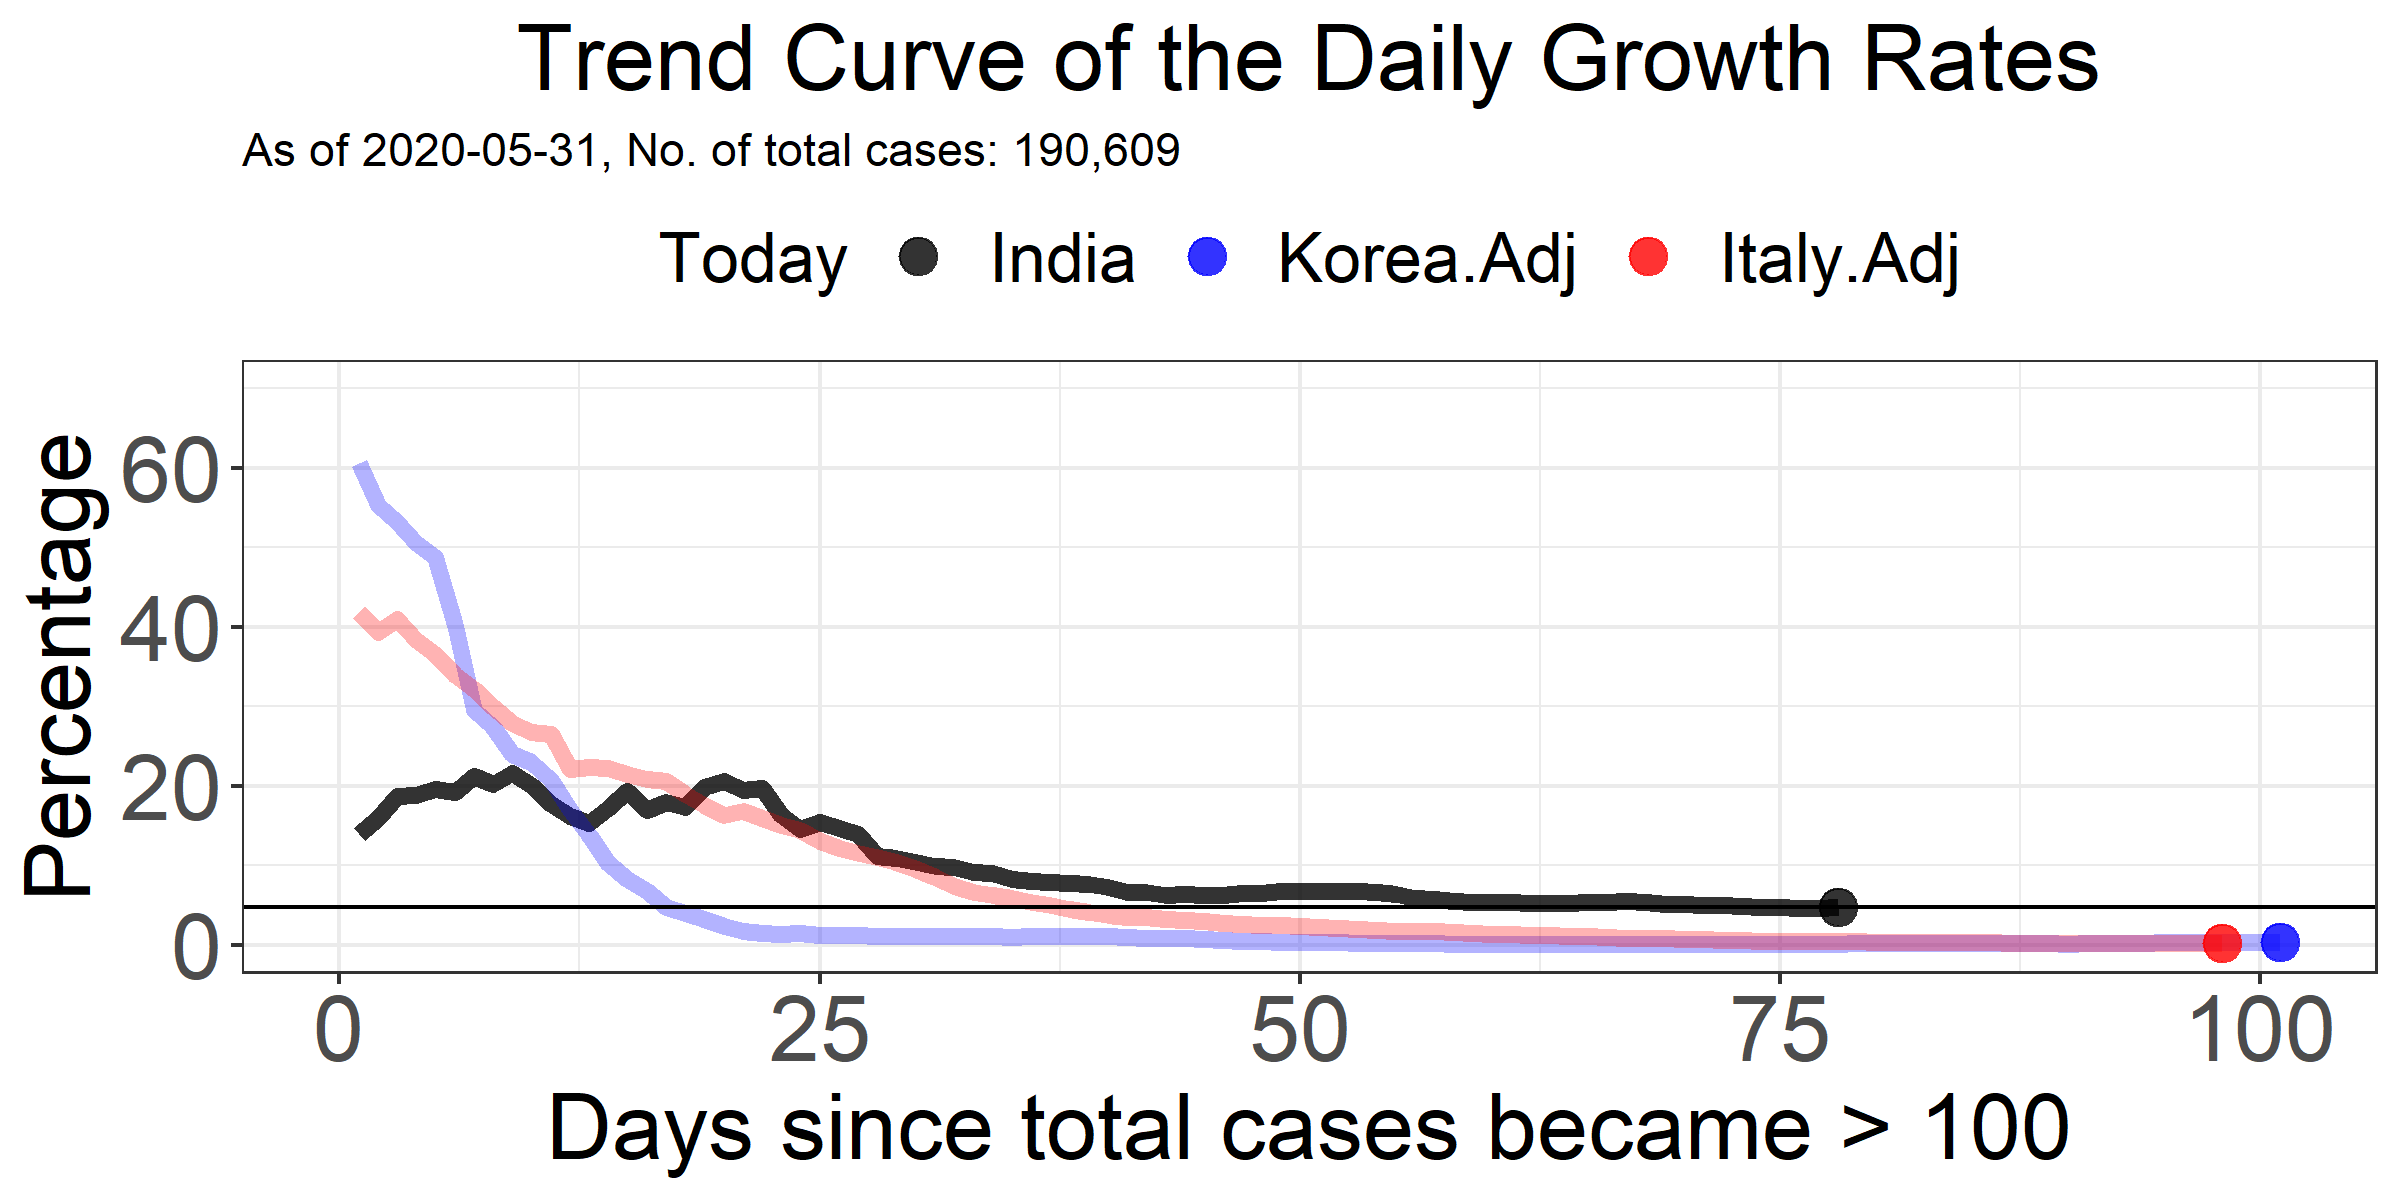 Trend Curve of the Daily Growth Rates
As of 2020-05-31, No. of total cases: 190,609
Today India Korea.Adj Italy.Adj
Percentage
60
40
20
0
0 25 50 75 100
Days since total cases became > 100